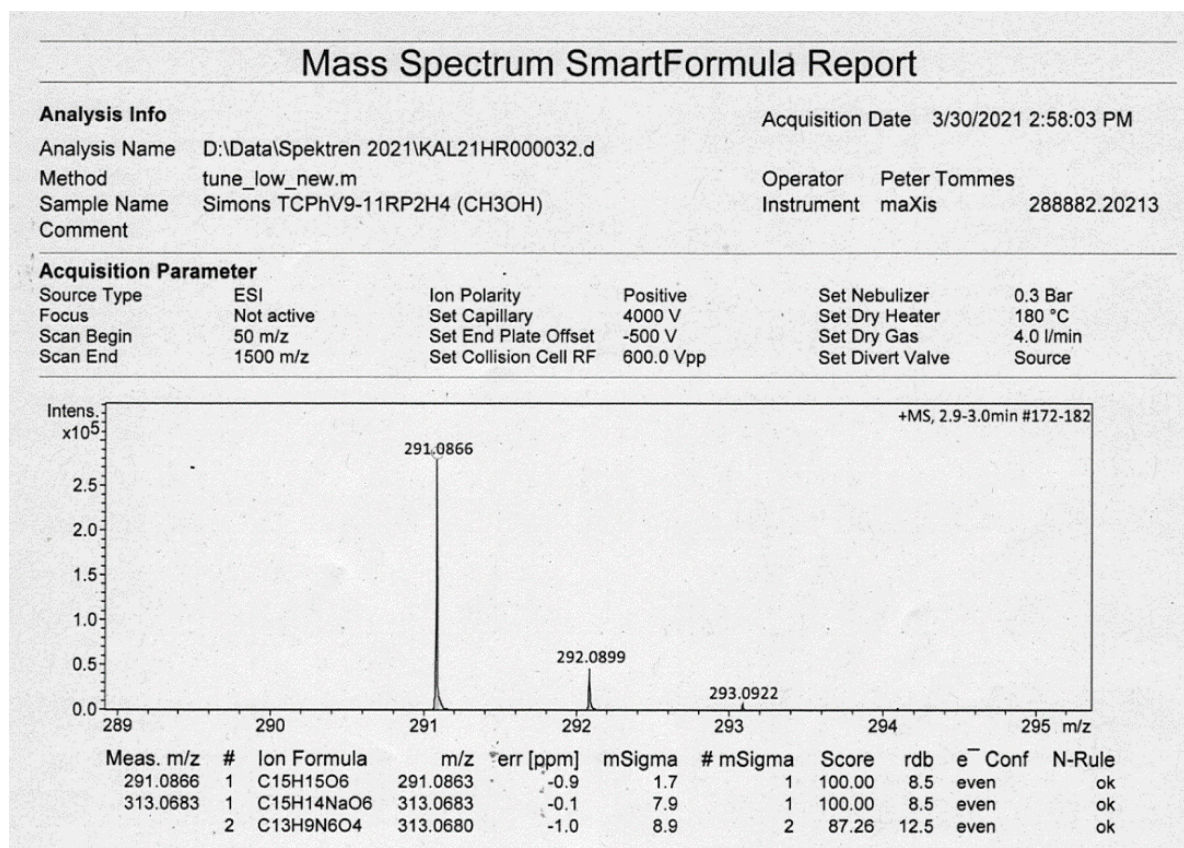 Mass Spectrum SmartFormula Report
Analysis Info
Acquisition Date 3/30/2021 2:58:03 PM
Analysis Name D:\Data\Spektren 2021\KAL21HR000032.d
Method tune_low_new.m Operator Peter Tommes
Sample Name Simons TCPhV9-11RP2H4 (CH3OH) Instrument maXis 288882.20213
Comment
Acquisition Parameter
Source Type ESI Ion Polarity Positive Set Nebulizer 0.3 Bar
Focus Not active Set Capillary 4000 V Set Dry Heater 180 °C
Scan Begin 50 m/z Set End Plate Offset -500 V Set Dry Gas 4.0 l/min
Scan End 1500 m/z Set Collision Cell RF 600.0 Vpp Set Divert Valve Source
Intens.
x10⁵
+MS, 2.9-3.0min #172-182
291.0866
2.5
2.0
1.5
1.0
292.0899
0.5
293.0922
0.0
289 290 291 292 293 294 295 m/z
Meas. m/z # Ion Formula m/z err [ppm] mSigma # mSigma Score rdb e⁻ Conf N-Rule
291.0866 1 C15H15O6 291.0863 -0.9 1.7 1 100.00 8.5 even ok
313.0683 1 C15H14NaO6 313.0683 -0.1 7.9 1 100.00 8.5 even ok
2 C13H9N6O4 313.0680 -1.0 8.9 2 87.26 12.5 even ok